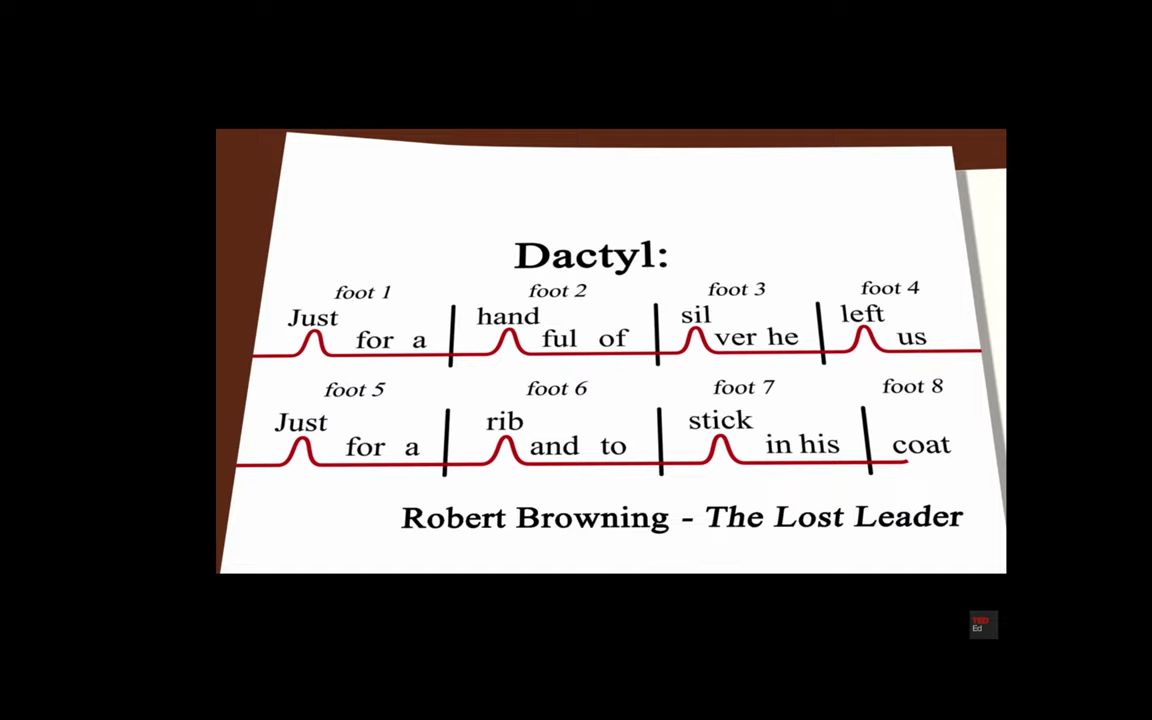 Dactyl:
foot 1 foot 2 foot 3 foot 4
Just for a hand ful of sil ver he left us
foot 5 foot 6 foot 7 foot 8
Just for a rib and to stick in his coat
Robert Browning - The Lost Leader
TED
Ed